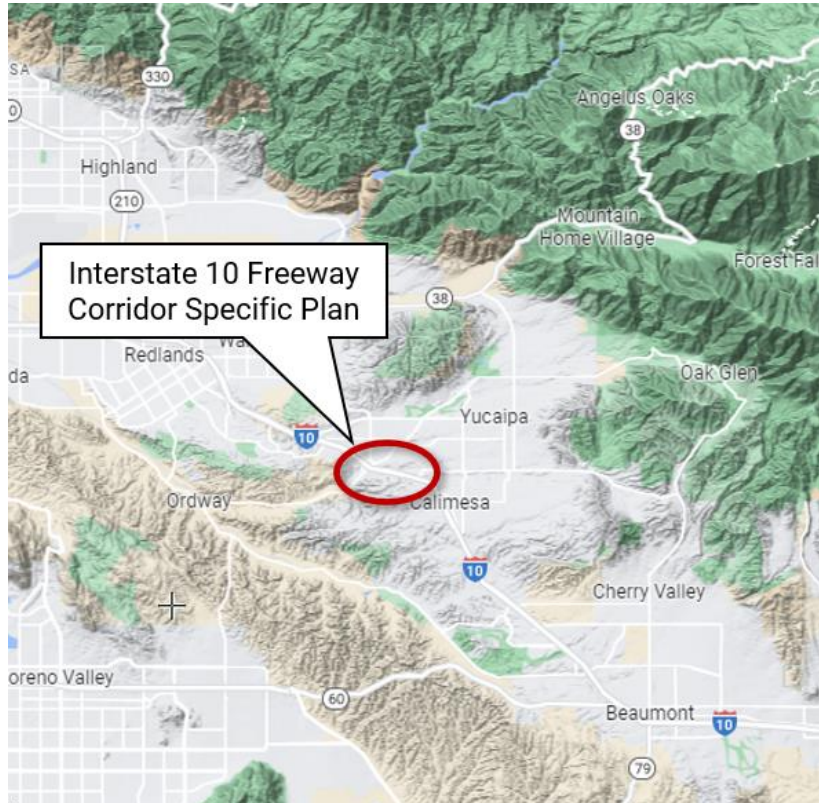 SA
330
Angelus Oaks
38
Highland
210
Mountain
Home Village
Forest Fal
Interstate 10 Freeway
Corridor Specific Plan
38
Redlands
da
Oak Glen
Yucaipa
10
Ordway
Calimesa
10
Cherry Valley
oreno Valley
60
Beaumont
10
79